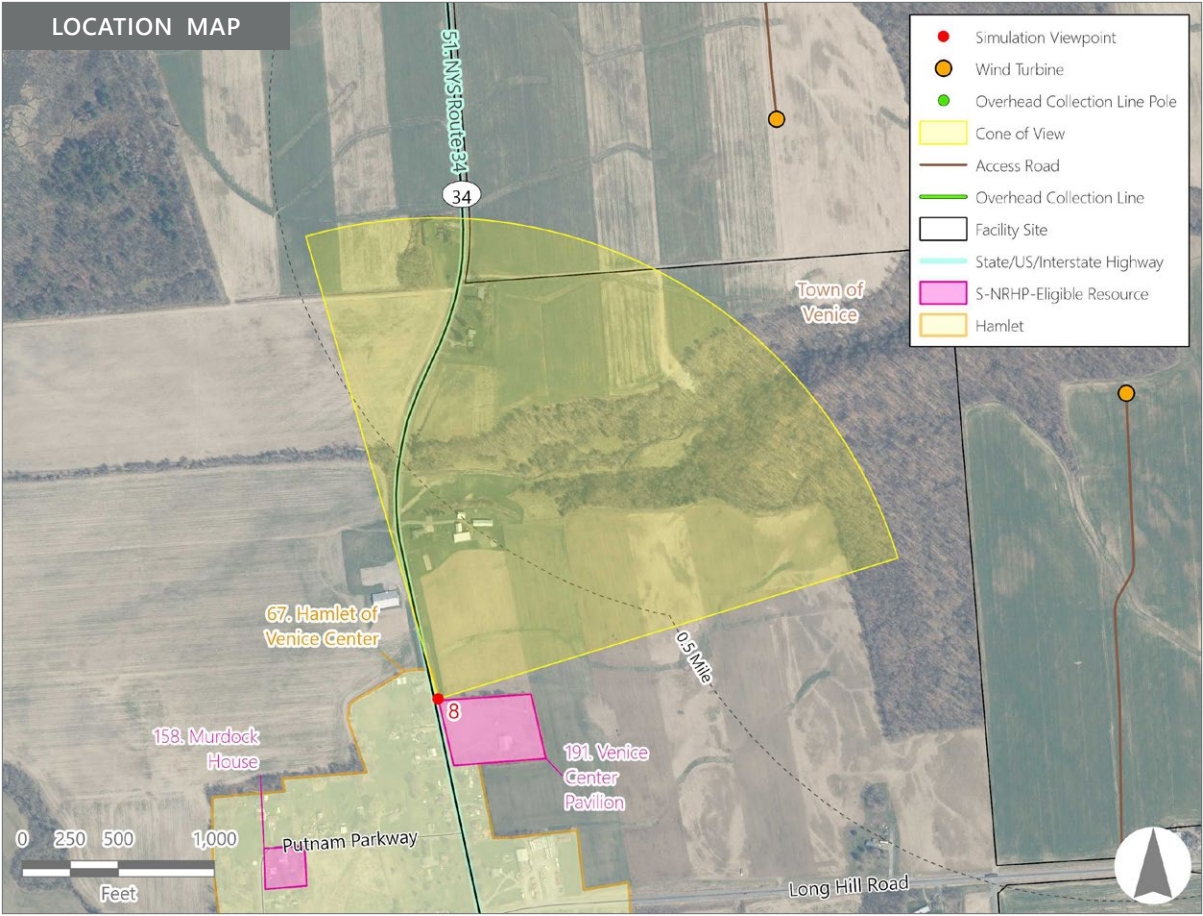 LOCATION MAP
51. NYS Route 34
34
Simulation Viewpoint
Wind Turbine
Overhead Collection Line Pole
Cone of View
Access Road
Overhead Collection Line
Facility Site
State/US/Interstate Highway
S-NRHP-Eligible Resource
Hamlet
Town of
Venice
67. Hamlet of
Venice Center
0.5 Mile
8
158. Murdock
House
191. Venice
Center
Pavilion
0 250 500 1,000
Feet
Putnam Parkway
Long Hill Road